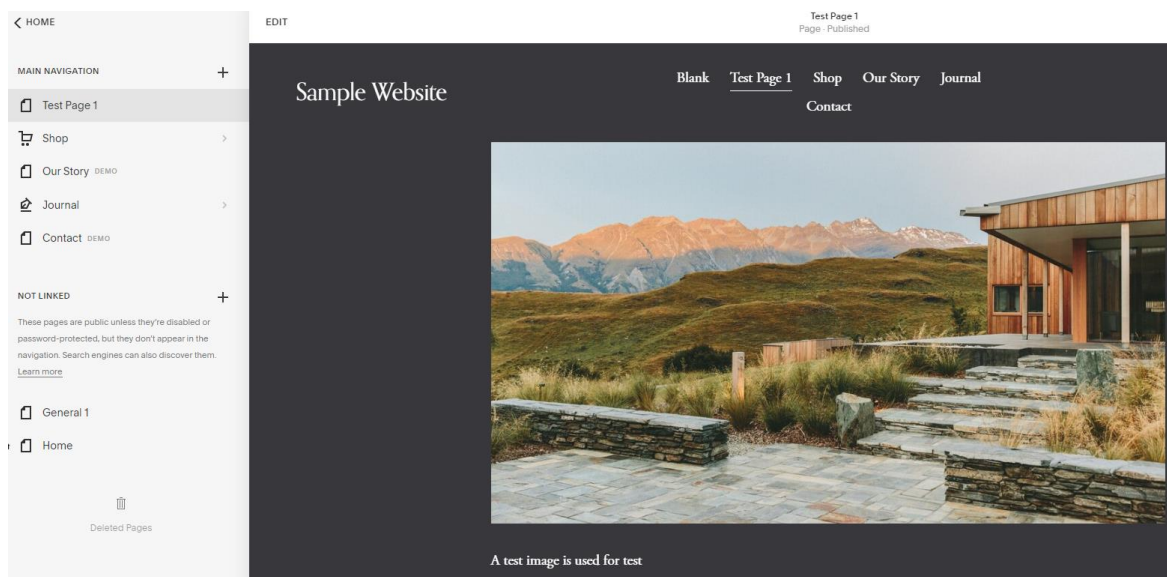 HOME
MAIN NAVIGATION
Test Page 1
Shop
Our Story DEMO
Journal
Contact DEMO
NOT LINKED
These pages are public unless they're disabled or
password-protected, but they don't appear in the
navigation. Search engines can also discover them.
Learn more
General 1
Home
Deleted Pages
EDIT
Test Page 1
Page · Published
Sample Website
Blank Test Page 1 Shop Our Story Journal
Contact
A test image is used for test